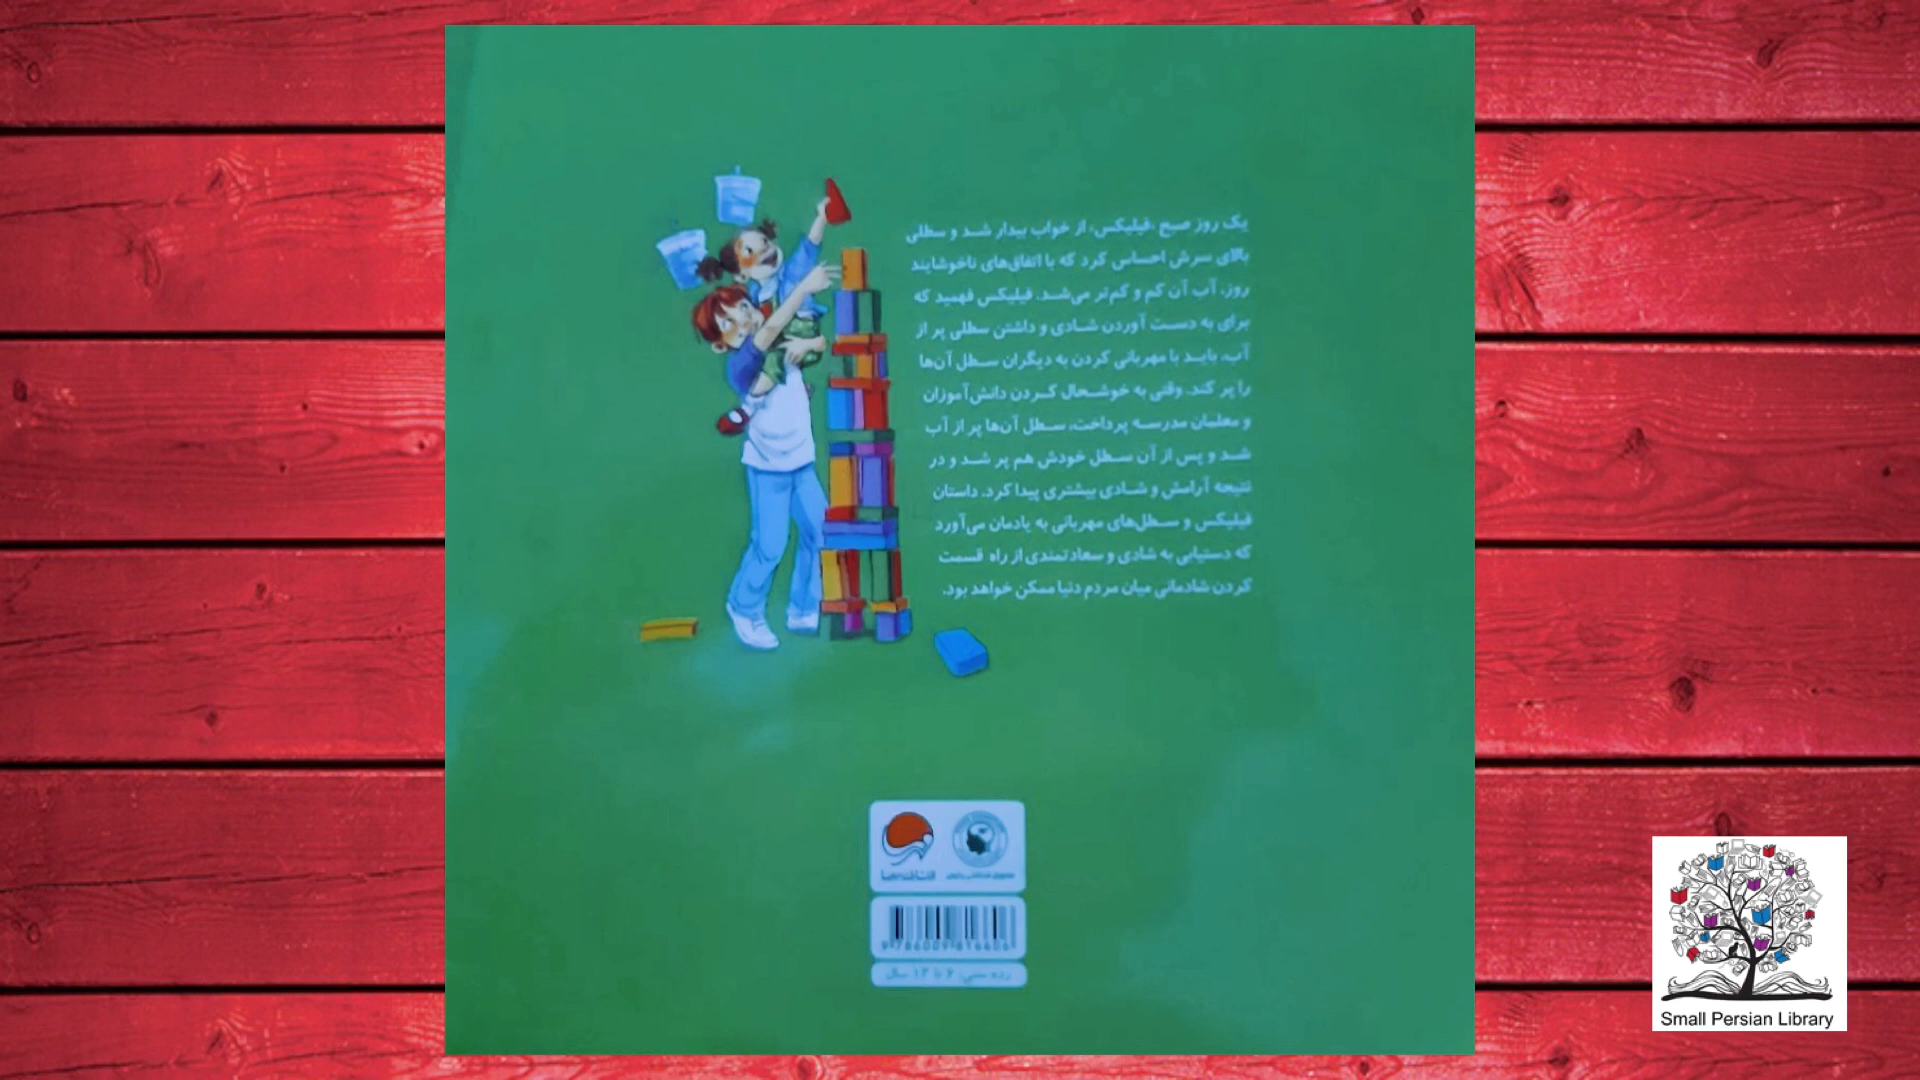 یک روز صبح ،فیلیکس، از خواب بیدار شد و سطلی
بالای سرش احساس کرد که با اتفاق‌های ناخوشایند
روز، آب آن کم و کم‌تر می‌شد. فیلیکس فهمید که
برای به دست آوردن شادی و داشتن سطلی پر از
آب، باید با مهربانی کردن به دیگران سطل آن‌ها
را پر کند. وقتی به خوشحال کردن دانش‌آموزان
و معلمان مدرسه پرداخت، سطل آن‌ها پر از آب
شد و پس از آن سطل خودش هم پر شد و در
نتیجه آرامش و شادی بیشتری پیدا کرد. داستان
فیلیکس و سطل‌های مهربانی به یادمان می‌آورد
که دستیابی به شادی و سعادتمندی از راه قسمت
کردن شادمانی میان مردم دنیا ممکن خواهد بود.
رده سنی: ۶ تا ۱۲ سال
Small Persian Library